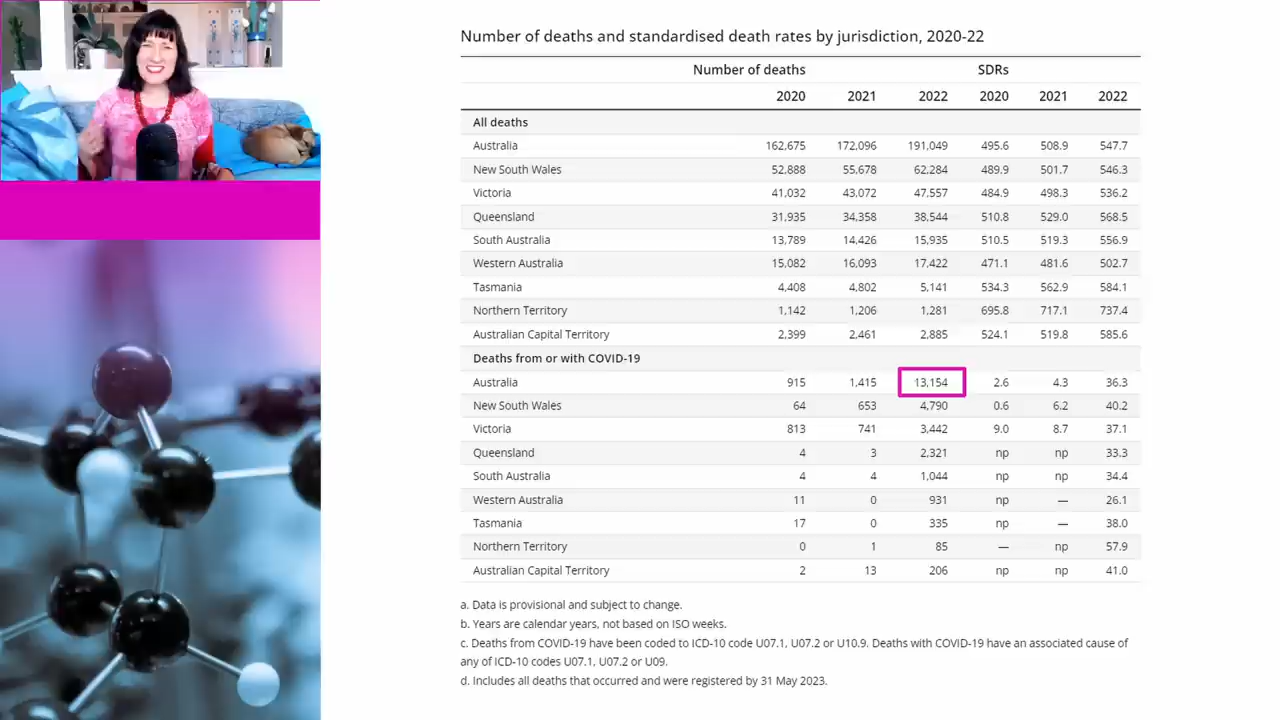 Number of deaths and standardised death rates by jurisdiction, 2020-22
Number of deaths SDRs
2020 2021 2022 2020 2021 2022
All deaths
Australia 162,675 172,096 191,049 495.6 508.9 547.7
New South Wales 52,888 55,678 62,284 489.9 501.7 546.3
Victoria 41,032 43,072 47,557 484.9 498.3 536.2
Queensland 31,935 34,358 38,544 510.8 529.0 568.5
South Australia 13,789 14,426 15,935 510.5 519.3 556.9
Western Australia 15,082 16,093 17,422 471.1 481.6 502.7
Tasmania 4,408 4,802 5,141 534.3 562.9 584.1
Northern Territory 1,142 1,206 1,281 695.8 717.1 737.4
Australian Capital Territory 2,399 2,461 2,885 524.1 519.8 585.6
Deaths from or with COVID-19
Australia 915 1,415 13,154 2.6 4.3 36.3
New South Wales 64 653 4,790 0.6 6.2 40.2
Victoria 813 741 3,442 9.0 8.7 37.1
Queensland 4 3 2,321 np np 33.3
South Australia 4 4 1,044 np np 34.4
Western Australia 11 0 931 np — 26.1
Tasmania 17 0 335 np — 38.0
Northern Territory 0 1 85 — np 57.9
Australian Capital Territory 2 13 206 np np 41.0
a. Data is provisional and subject to change.
b. Years are calendar years, not based on ISO weeks.
c. Deaths from COVID-19 have been coded to ICD-10 code U07.1, U07.2 or U10.9. Deaths with COVID-19 have an associated cause of
any of ICD-10 codes U07.1, U07.2 or U09.
d. Includes all deaths that occurred and were registered by 31 May 2023.